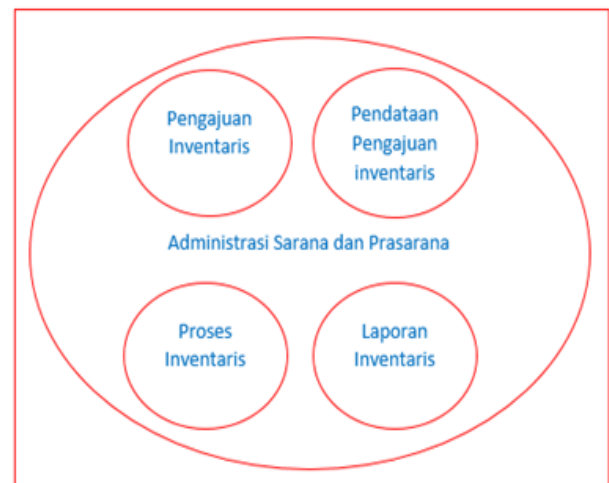 Pengajuan
Inventaris
Pendataan
Pengajuan
inventaris
Administrasi Sarana dan Prasarana
Proses
Inventaris
Laporan
Inventaris